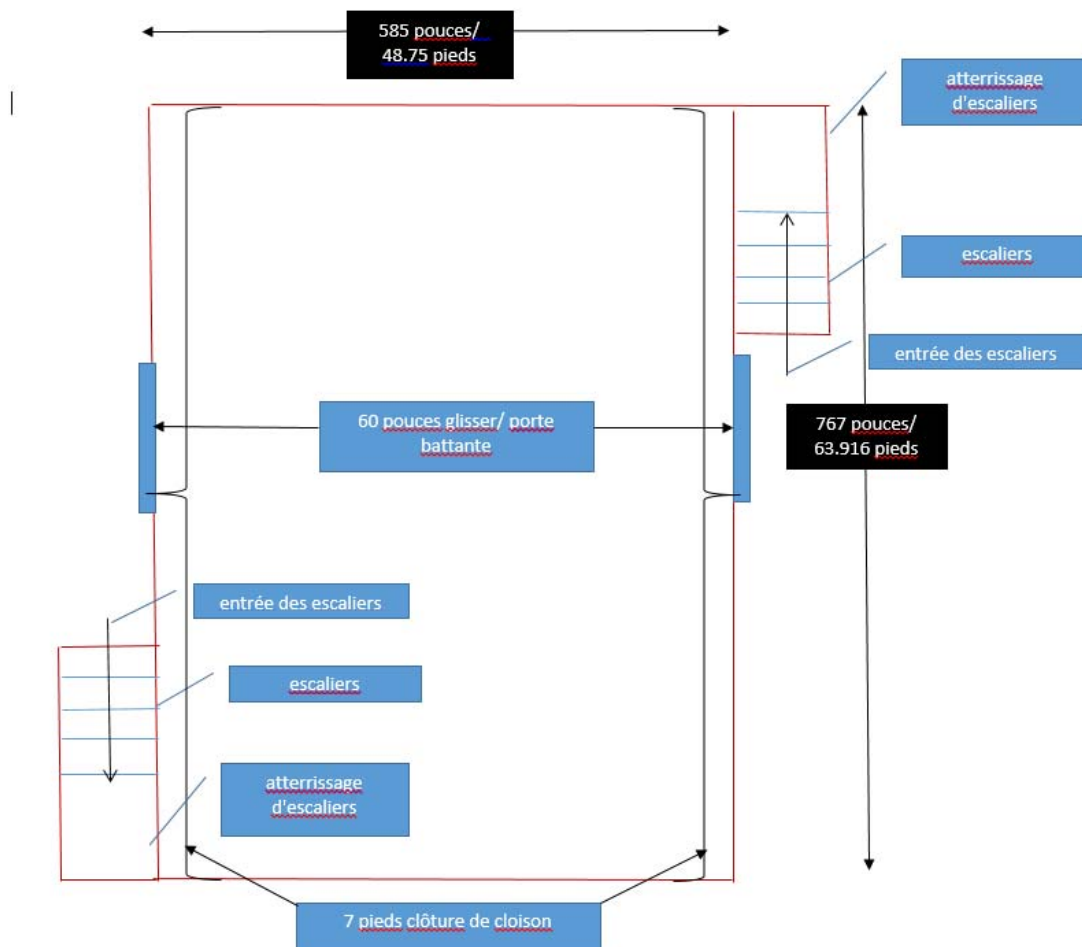 585 pouces/
48.75 pieds
atterrissage
d'escaliers
escaliers
entrée des escaliers
60 pouces glisser/ porte
battante
767 pouces/
63.916 pieds
entrée des escaliers
escaliers
atterrissage
d'escaliers
7 pieds clôture de cloison